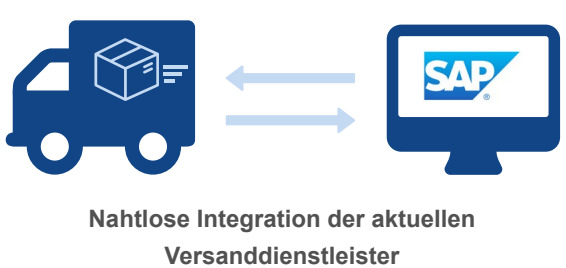 SAP®
Nahtlose Integration der aktuellen
Versanddienstleister